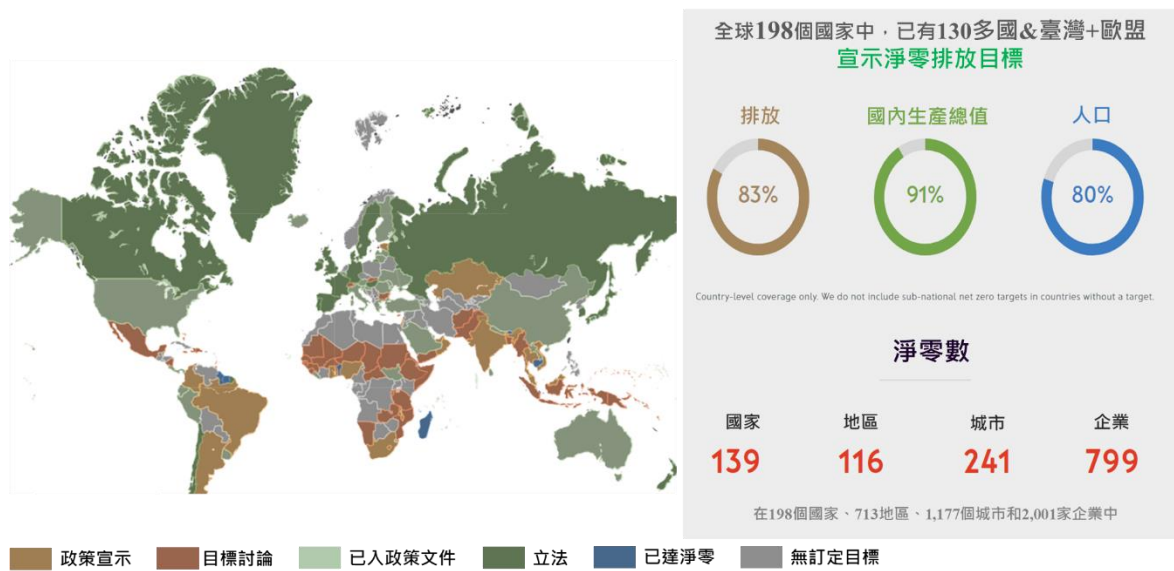 全球198個國家中，已有130多國&臺灣+歐盟
宣示淨零排放目標
排放
國內生產總值
人口
83%
91%
80%
Country-level coverage only. We do not include sub-national net zero targets in countries without a target.
淨零數
國家
地區
城市
企業
139
116
241
799
在198個國家、713地區、1,177個城市和2,001家企業中
政策宣示
目標討論
已入政策文件
立法
已達淨零
無訂定目標